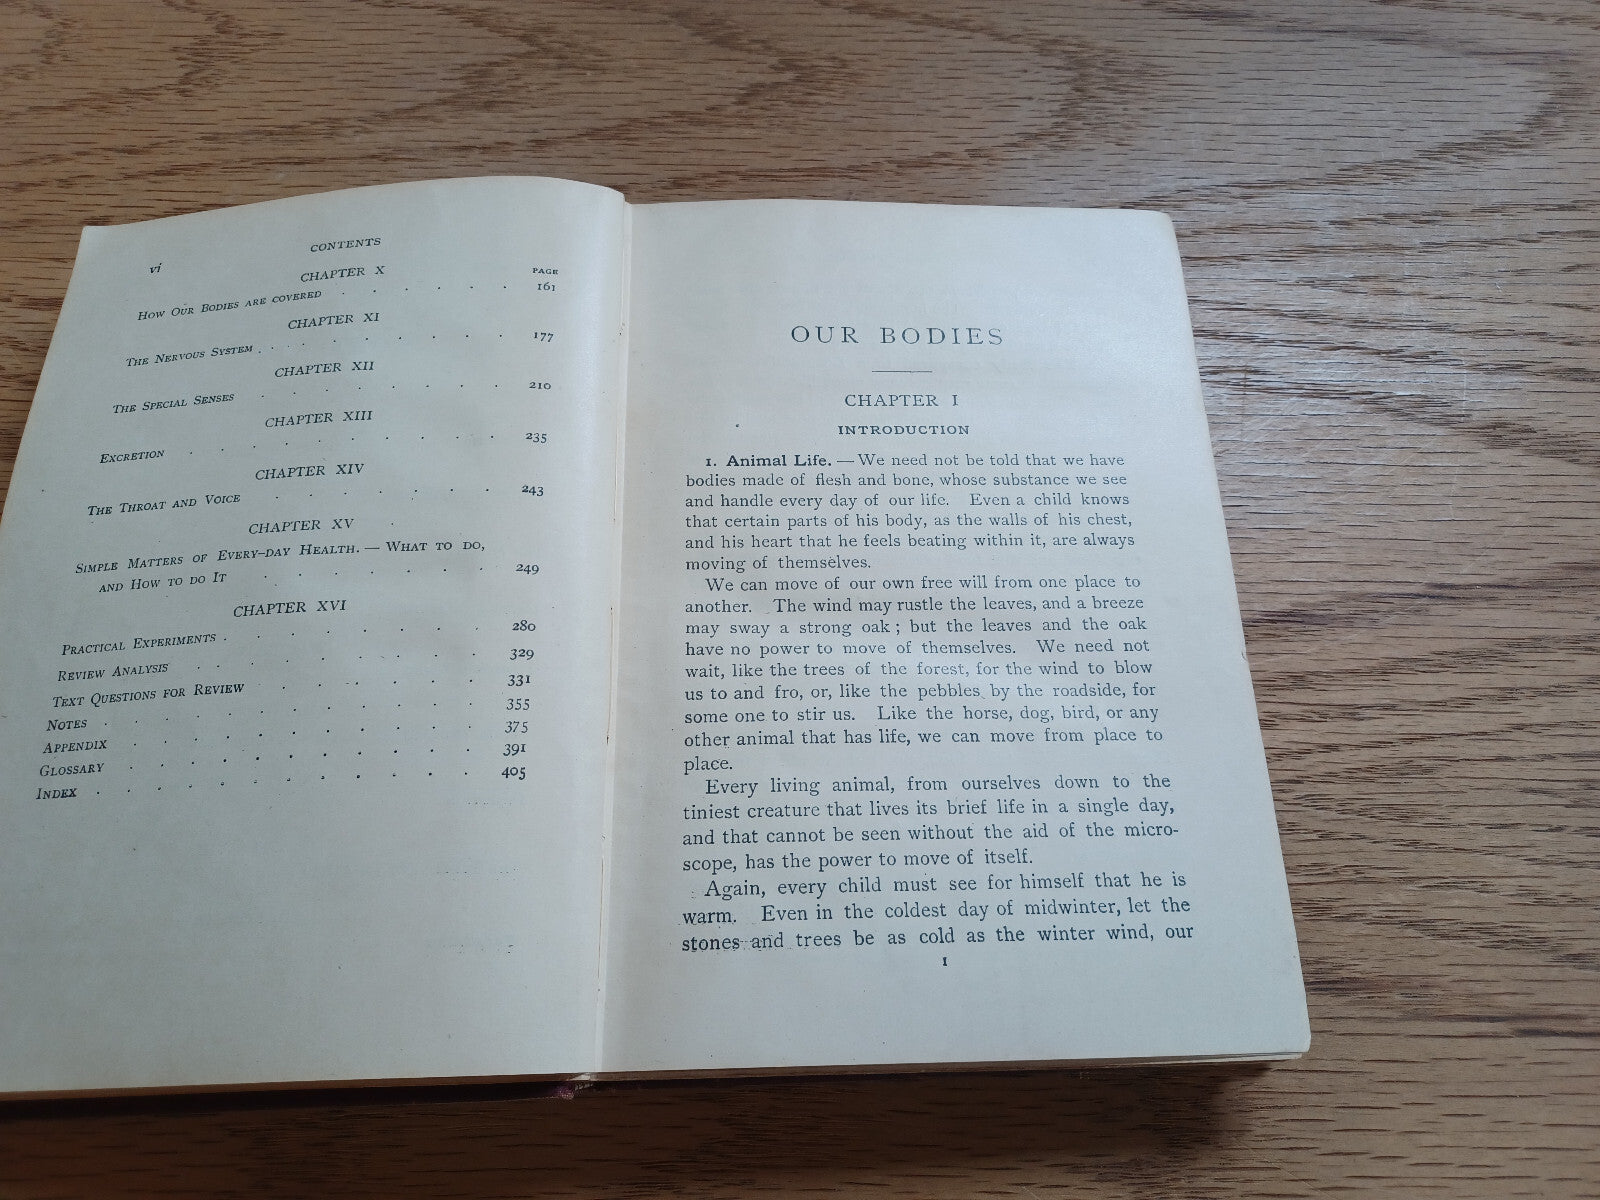 vi
CONTENTS
CHAPTER X
PAGE
How Our Bodies are covered . . . . . . 161
CHAPTER XI
The Nervous System . . . . . . . 177
CHAPTER XII
The Special Senses . . . . . . . 210
CHAPTER XIII
Excretion . . . . . . . . 235
CHAPTER XIV
The Throat and Voice . . . . . . 243
CHAPTER XV
Simple Matters of Every-day Health. — What to do,
and How to do It . . . . . . 249
CHAPTER XVI
Practical Experiments . . . . . . . 280
Review Analysis . . . . . . . . 329
Text Questions for Review . . . . . . 331
Notes . . . . . . . . . . 355
Appendix . . . . . . . . . 375
Glossary . . . . . . . . . 391
Index . . . . . . . . . . 405
OUR BODIES
CHAPTER I
INTRODUCTION
1. Animal Life. — We need not be told that we have
bodies made of flesh and bone, whose substance we see
and handle every day of our life. Even a child knows
that certain parts of his body, as the walls of his chest,
and his heart that he feels beating within it, are always
moving of themselves.
We can move of our own free will from one place to
another. The wind may rustle the leaves, and a breeze
may sway a strong oak; but the leaves and the oak
have no power to move of themselves. We need not
wait, like the trees of the forest, for the wind to blow
us to and fro, or, like the pebbles by the roadside, for
some one to stir us. Like the horse, dog, bird, or any
other animal that has life, we can move from place to
place.
Every living animal, from ourselves down to the
tiniest creature that lives its brief life in a single day,
and that cannot be seen without the aid of the micro-
scope, has the power to move of itself.
Again, every child must see for himself that he is
warm. Even in the coldest day of midwinter, let the
stones and trees be as cold as the winter wind, our
1